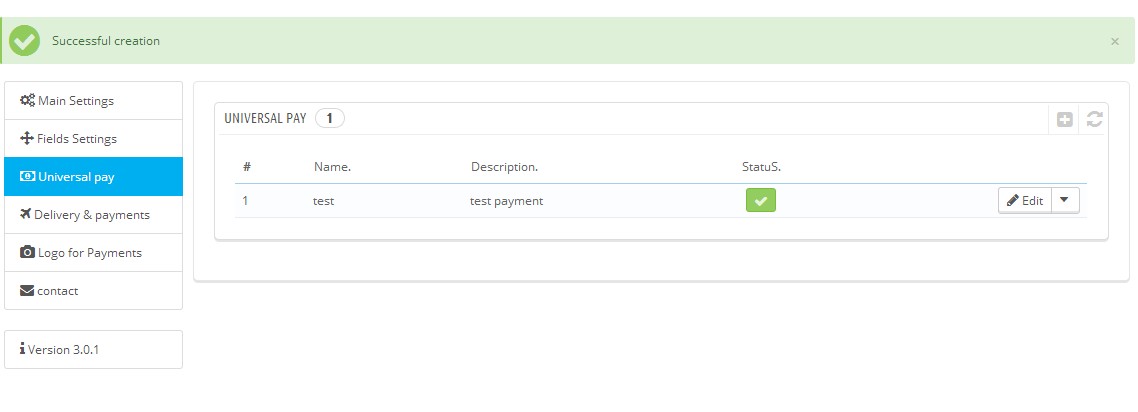 Successful creation ×
Main Settings
Fields Settings
Universal pay
Delivery & payments
Logo for Payments
contact
Version 3.0.1
UNIVERSAL PAY 1
# Name. Description. StatuS.
1 test test payment Edit